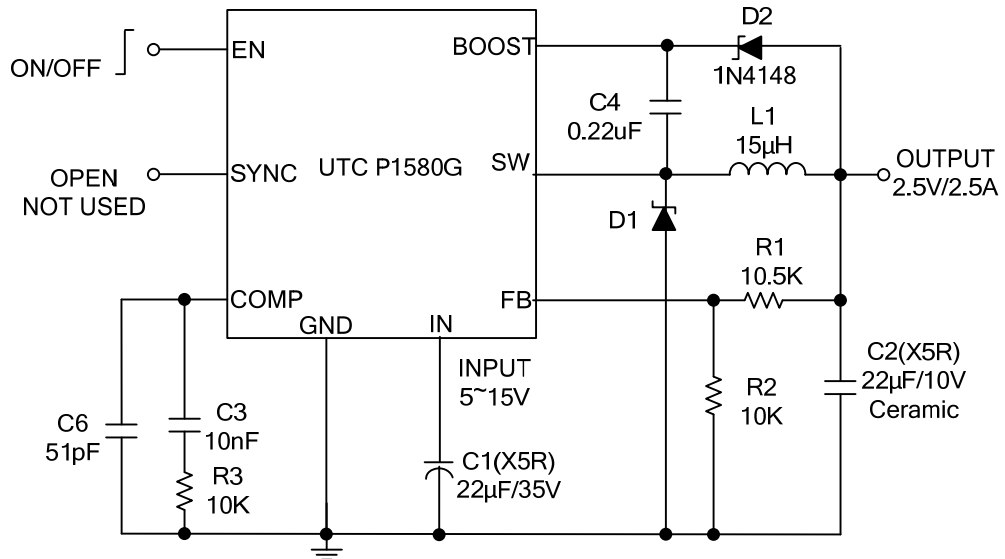 D2
EN
BOOST
ON/OFF
1N4148
C4
0.22uF
L1
15µH
SW
UTC P1580G
OUTPUT
2.5V/2.5A
SYNC
OPEN
NOT USED
D1
R1
10.5K
COMP
FB
GND
IN
INPUT
5~15V
C2(X5R)
22µF/10V
Ceramic
R2
10K
C6
51pF
C3
10nF
C1(X5R)
22µF/35V
R3
10K